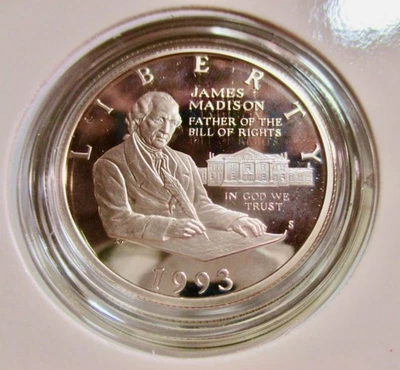 LIBERTY
JAMES
MADISON
FATHER OF THE
BILL OF RIGHTS
IN GOD WE
TRUST
S
1993